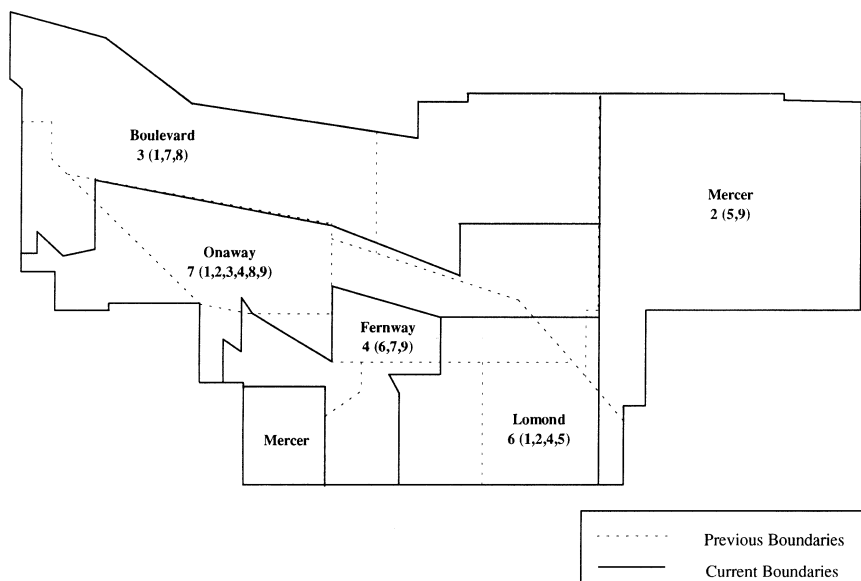 Boulevard
3 (1,7,8)
Mercer
2 (5,9)
Onaway
7 (1,2,3,4,8,9)
Fernway
4 (6,7,9)
Lomond
6 (1,2,4,5)
Mercer
Previous Boundaries
Current Boundaries